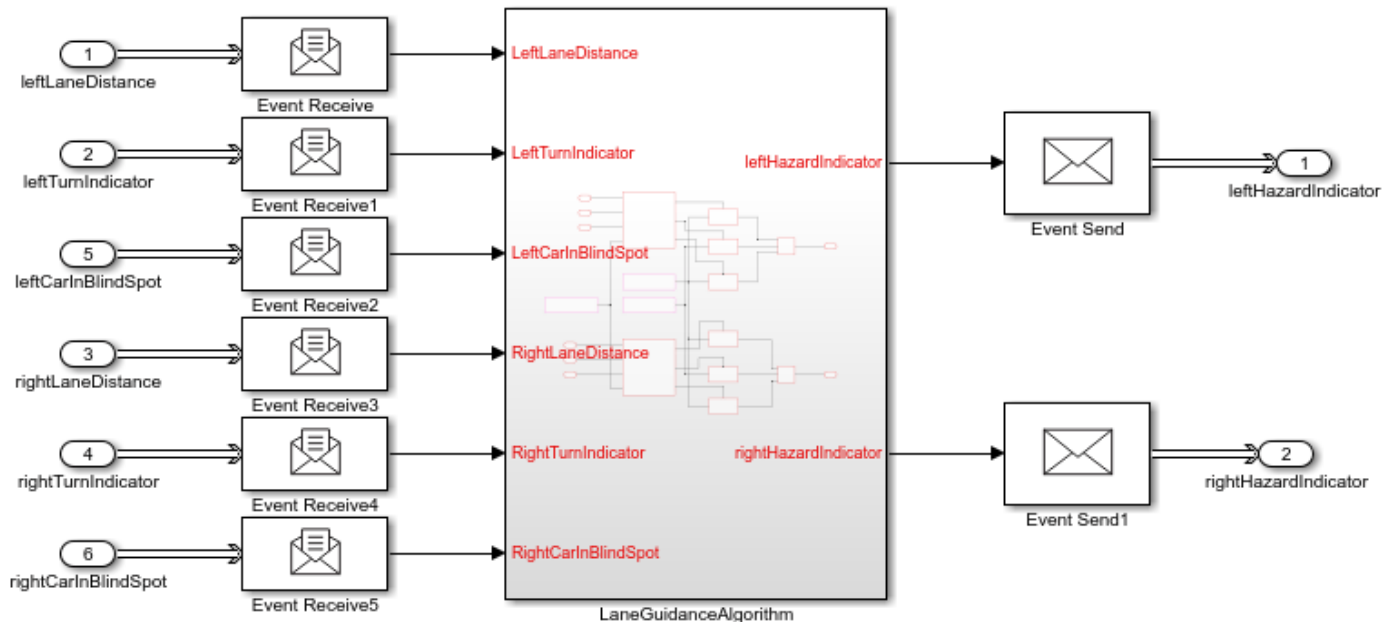 1
leftLaneDistance
Event Receive
LeftLaneDistance
2
leftTurnIndicator
Event Receive1
LeftTurnIndicator
5
leftCarInBlindSpot
Event Receive2
LeftCarInBlindSpot
3
rightLaneDistance
Event Receive3
RightLaneDistance
4
rightTurnIndicator
Event Receive4
RightTurnIndicator
6
rightCarInBlindSpot
Event Receive5
RightCarInBlindSpot
leftHazardIndicator
rightHazardIndicator
LaneGuidanceAlgorithm
Event Send
1
leftHazardIndicator
Event Send1
2
rightHazardIndicator